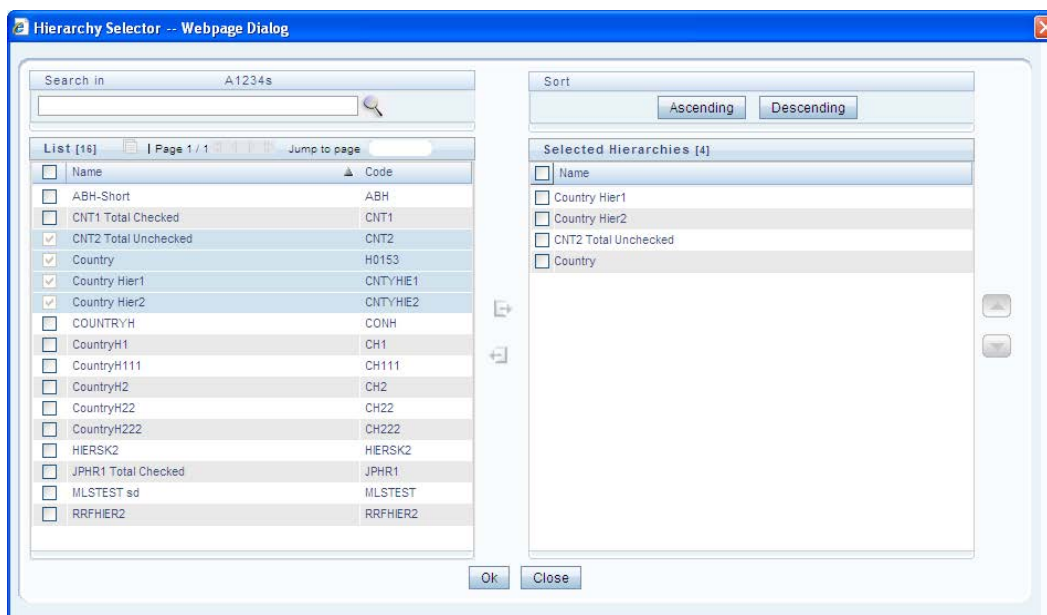 Hierarchy Selector -- Webpage Dialog
Search in A1234s
List [16] | Page 1 / 1 Jump to page
Name Code
ABH-Short ABH
CNT1 Total Checked CNT1
CNT2 Total Unchecked CNT2
Country H0153
Country Hier1 CNTYHIE1
Country Hier2 CNTYHIE2
COUNTRYH CONH
CountryH1 CH1
CountryH111 CH111
CountryH2 CH2
CountryH22 CH22
CountryH222 CH222
HIERSK2 HIERSK2
JPHR1 Total Checked JPHR1
MLSTEST sd MLSTEST
RRFHIER2 RRFHIER2
Sort
Ascending Descending
Selected Hierarchies [4]
Name
Country Hier1
Country Hier2
CNT2 Total Unchecked
Country
Ok Close